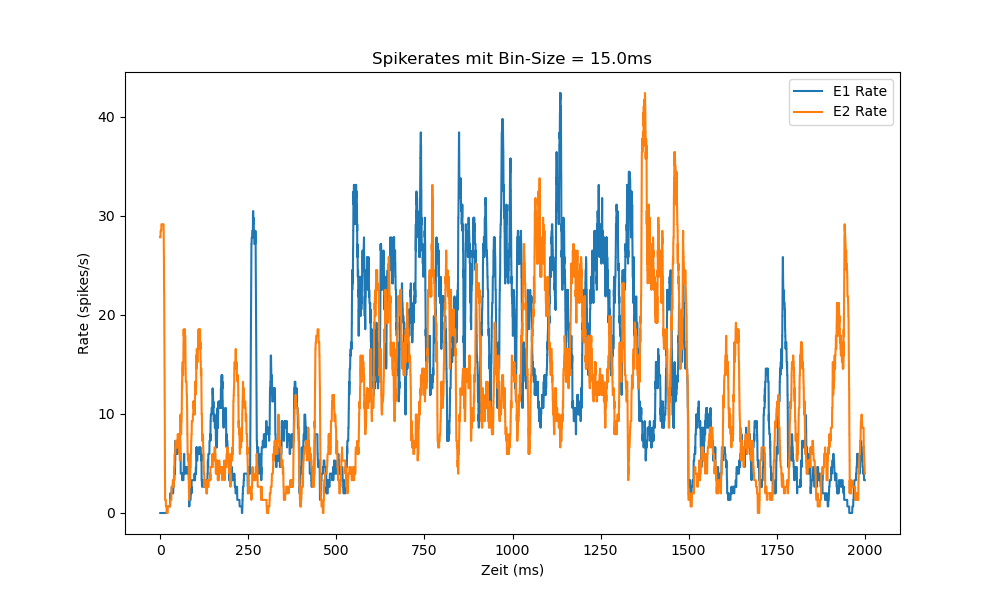 Spikerates mit Bin-Size = 15.0ms
E1 Rate
E2 Rate
Rate (spikes/s)
40
30
20
10
0
0 250 500 750 1000 1250 1500 1750 2000
Zeit (ms)